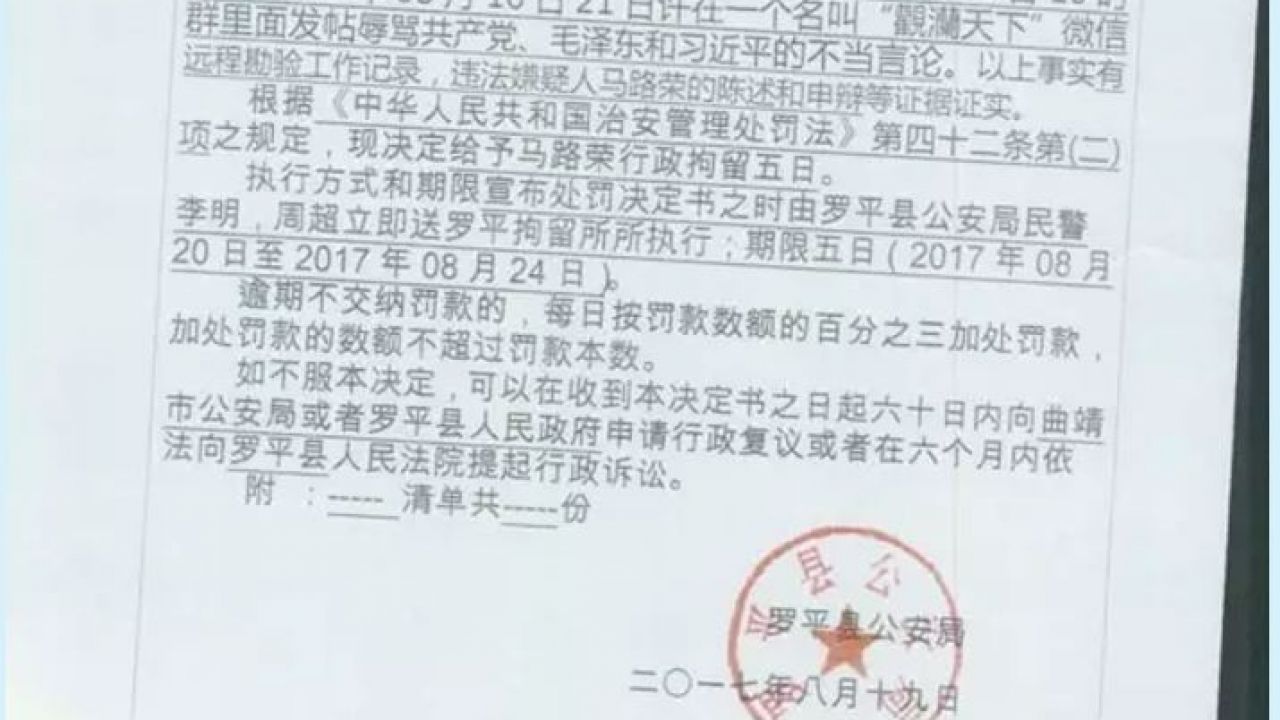 月16日21日许在一个名叫“觀瀾天下”微信
群里面发帖辱骂共产党、毛泽东和习近平的不当言论。以上事实有
远程勘验工作记录，违法嫌疑人马路荣的陈述和申辩等证据证实。
根据《中华人民共和国治安管理处罚法》第四十二条第(二)
项之规定，现决定给予马路荣行政拘留五日。
执行方式和期限宣布处罚决定书之时由罗平县公安局民警
李明，周超立即送罗平拘留所所执行；期限五日（2017年08月
20日至2017年08月24日）。
逾期不交纳罚款的，每日按罚款数额的百分之三加处罚款，
加处罚款的数额不超过罚款本数。
如不服本决定，可以在收到本决定书之日起六十日内向曲靖
市公安局或者罗平县人民政府申请行政复议或者在六个月内依
法向罗平县人民法院提起行政诉讼。
附：-----清单共-----份
县公
罗平县公安局
二〇一七年八月十九日